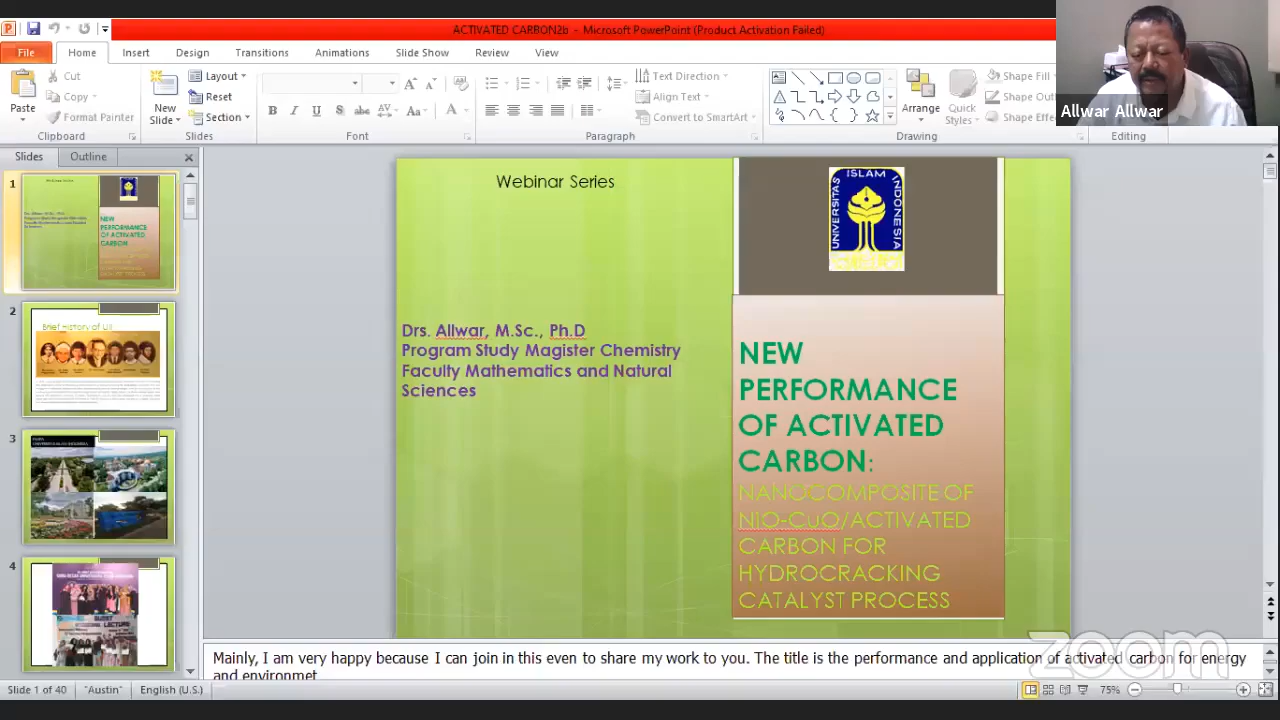 ACTIVATED CARBON2b - Microsoft PowerPoint (Product Activation Failed)
File Home Insert Design Transitions Animations Slide Show Review View
Cut
Copy
Format Painter
Paste
Clipboard
New
Slide
Layout
Reset
Section
Slides
Font
Text Direction
Align Text
Convert to SmartArt
Paragraph
Arrange
Quick
Styles
Shape Fill
Shape
Shape
Drawing
Editing
Allwar Allwar
Slides Outline
1
2
Brief History of UII
3
4
Webinar Series
UNIVERSITAS ISLAM INDONESIA
Drs. Allwar, M.Sc., Ph.D
Program Study Magister Chemistry
Faculty Mathematics and Natural
Sciences
NEW
PERFORMANCE
OF ACTIVATED
CARBON:
NANOCOMPOSITE OF
NIO-CuO/ACTIVATED
CARBON FOR
HYDROCRACKING
CATALYST PROCESS
Mainly, I am very happy because I can join in this even to share my work to you. The title is the performance and application of activated carbon for energy
and environmet
zoom
Slide 1 of 40 "Austin" English (U.S.)
75%